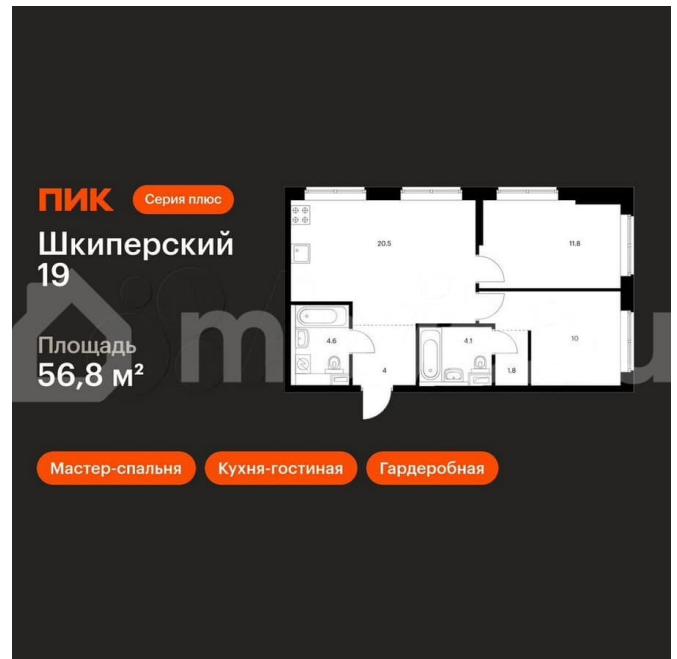 ПИК
Серия плюс
Шкиперский
19
Площадь
56,8 м²
20.5
11.8
4.6
4
4.1
1.8
10
Мастер-спальня
Кухня-гостиная
Гардеробная